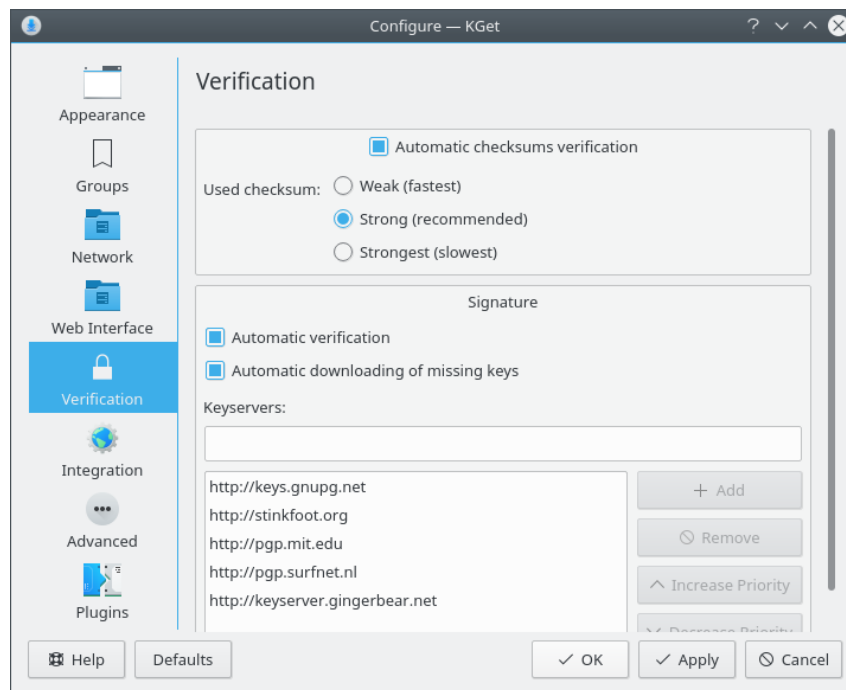 Configure — KGet
Appearance
Groups
Network
Web Interface
Verification
Integration
Advanced
Plugins
Verification
Automatic checksums verification
Used checksum:
Weak (fastest)
Strong (recommended)
Strongest (slowest)
Signature
Automatic verification
Automatic downloading of missing keys
Keyservers:
http://keys.gnupg.net
http://stinkfoot.org
http://pgp.mit.edu
http://pgp.surfnet.nl
http://keyserver.gingerbear.net
Add
Remove
Increase Priority
Decrease Priority
Help
Defaults
OK
Apply
Cancel